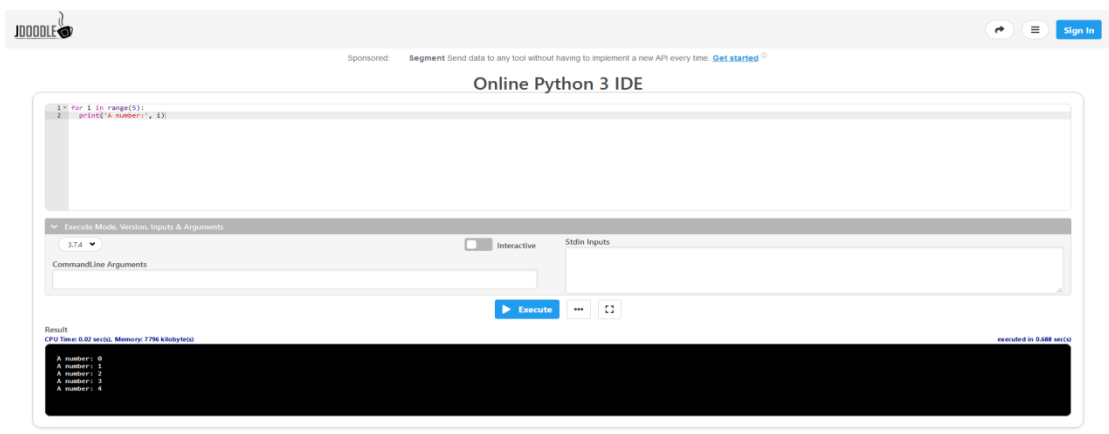 JDOODLE
Sign In
Sponsored: Segment Send data to any tool without having to implement a new API every time. Get started
Online Python 3 IDE
1 for i in range(5):
2 print('A number:', i)
Execute Mode, Version, Inputs & Arguments
3.7.4
Interactive
Stdin Inputs
CommandLine Arguments
Execute
Result
CPU Time: 0.02 sec(s), Memory: 7796 kilobyte(s)
executed in 0.688 sec(s)
A number: 0
A number: 1
A number: 2
A number: 3
A number: 4